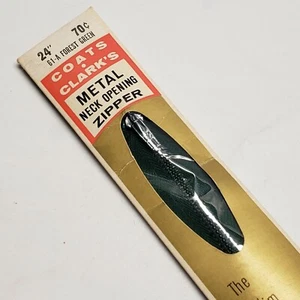 24" 70¢
61-A FOREST GREEN
COATS •
CLARK'S
METAL
NECK OPENING
ZIPPER
The